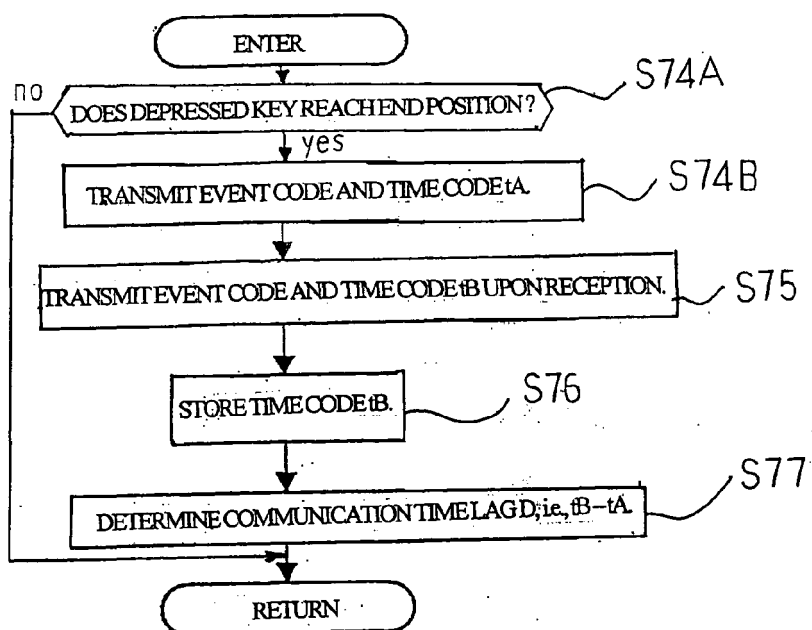 ENTER
no
DOES DEPRESSED KEY REACH END POSITION?
S74A
yes
TRANSMIT EVENT CODE AND TIME CODE tA.
S74B
TRANSMIT EVENT CODE AND TIME CODE tB UPON RECEPTION.
S75
STORE TIME CODE tB.
S76
DETERMINE COMMUNICATION TIME LAG D, i.e., tB-tA.
S77
RETURN